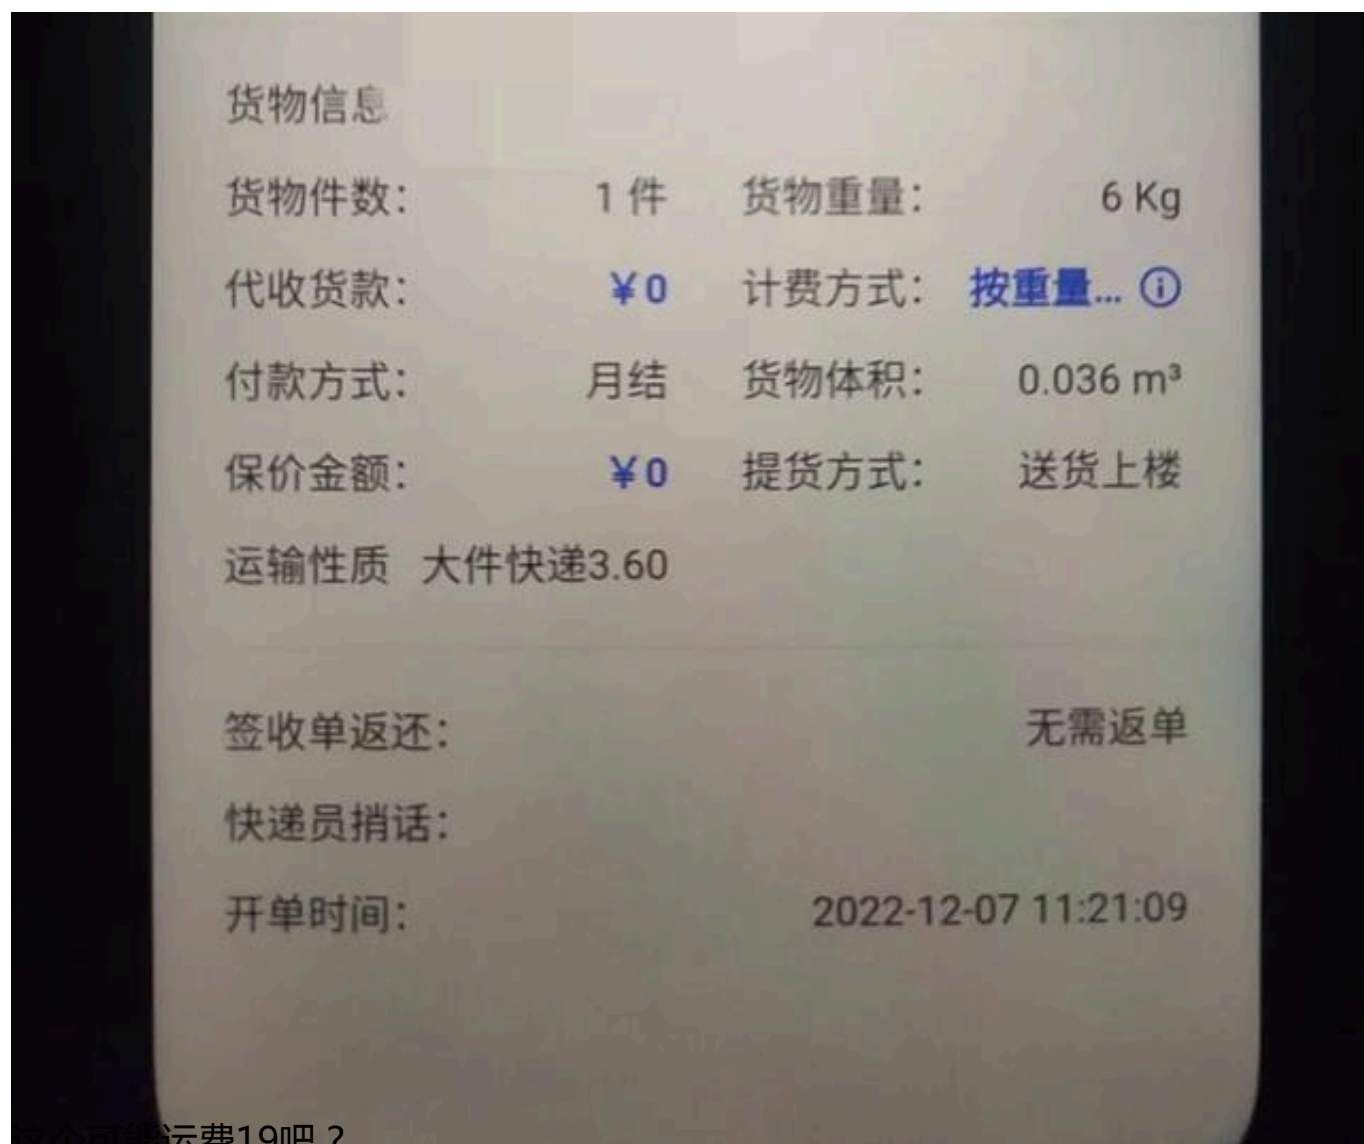 货物信息
货物件数： 1 件 货物重量： 6 Kg
代收货款： ¥0 计费方式： 按重量... ⓘ
付款方式： 月结 货物体积： 0.036 m³
保价金额： ¥0 提货方式： 送货上楼
运输性质 大件快递3.60
签收单返还： 无需返单
快递员捎话：
开单时间： 2022-12-07 11:21:09
这个可能运费19吧？